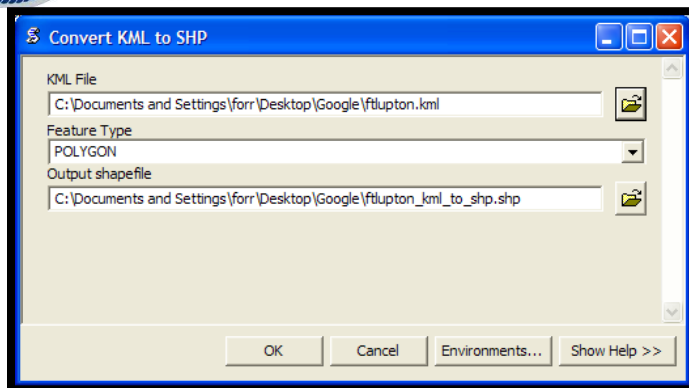 Convert KML to SHP
KML File
C:\Documents and Settings\forr\Desktop\Google\ftlupton.kml
Feature Type
POLYGON
Output shapefile
C:\Documents and Settings\forr\Desktop\Google\ftlupton_kml_to_shp.shp
OK Cancel Environments... Show Help >>